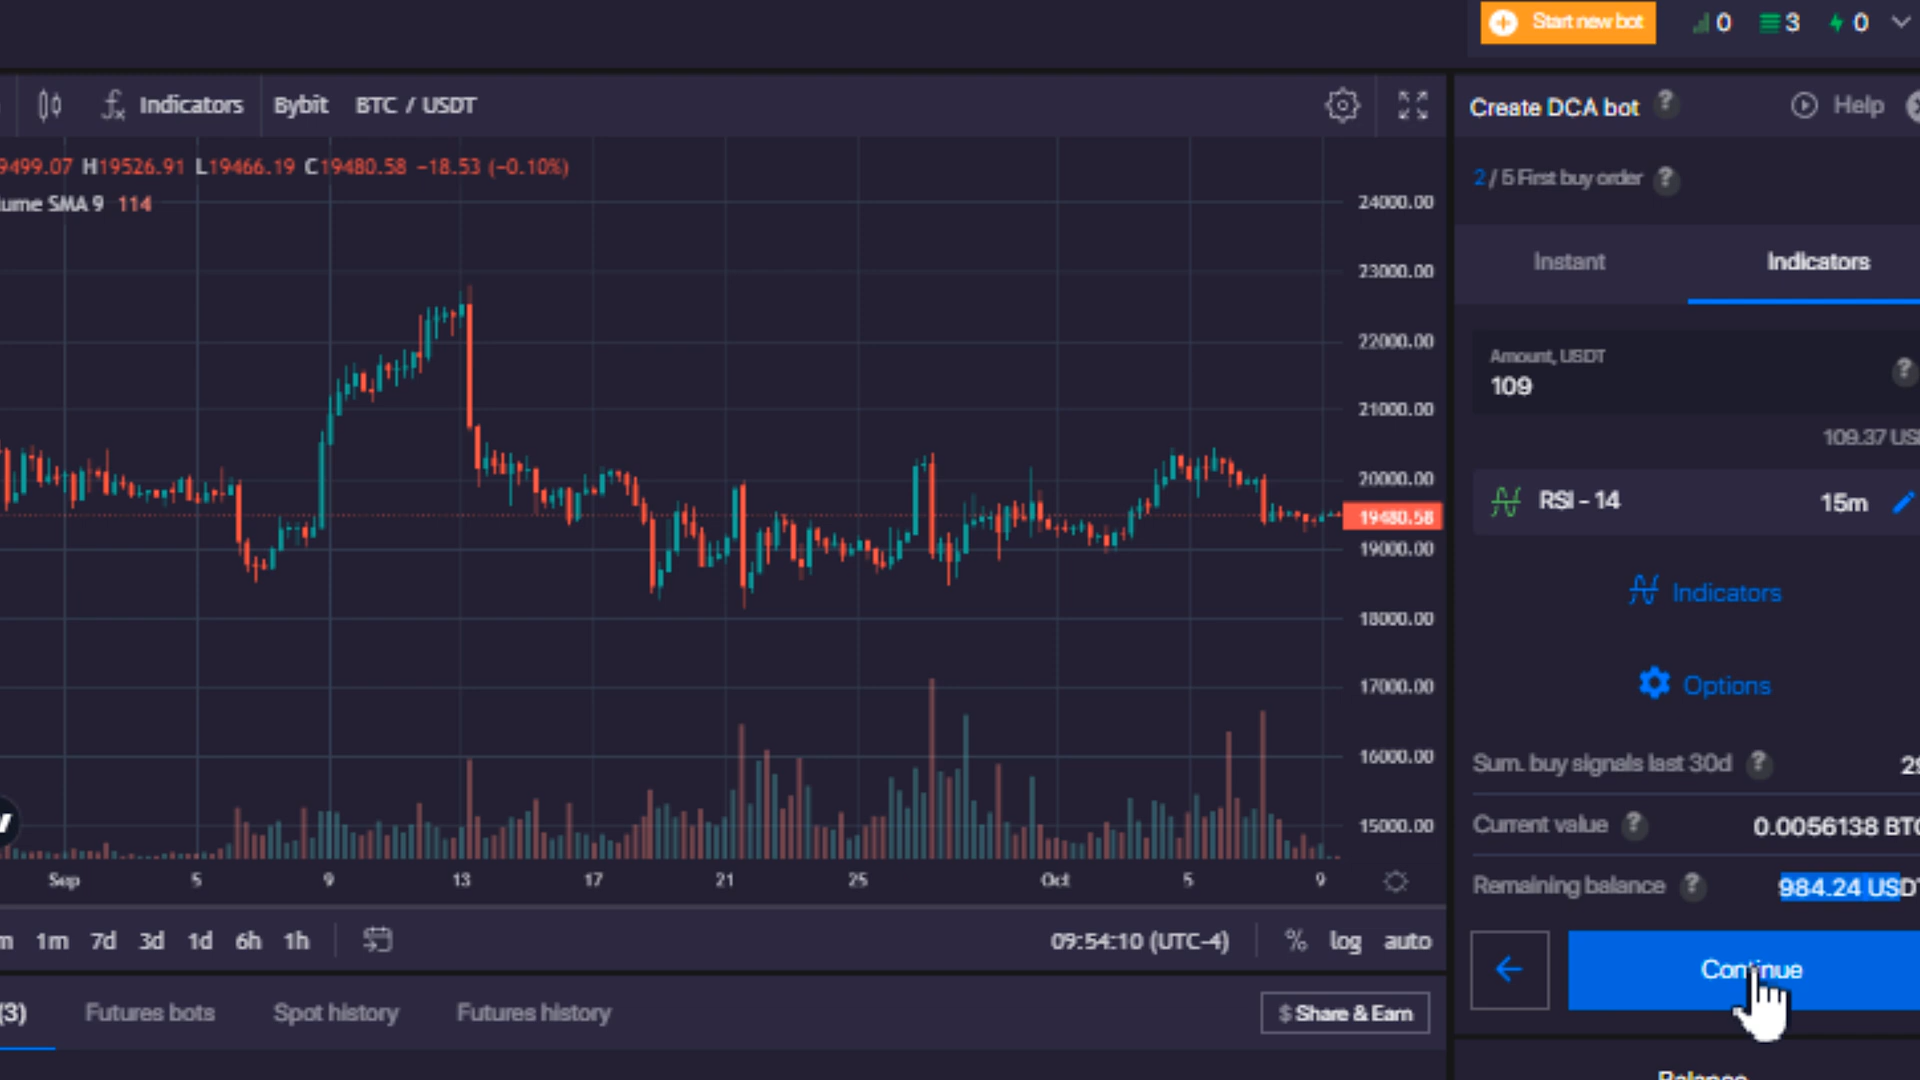 Start new bot 0 3 0
Indicators Bybit BTC / USDT
9499.07 H19526.91 L19466.19 C19480.58 −18.53 (−0.10%)
ume SMA 9 114
24000.00
23000.00
22000.00
21000.00
20000.00
19480.58
19000.00
18000.00
17000.00
16000.00
15000.00
Sep 5 9 13 17 21 25 Oct 5 9
m 1m 7d 3d 1d 6h 1h
09:54:10 (UTC-4) % log auto
(3) Futures bots Spot history Futures history
$ Share & Earn
Create DCA bot ? Help
2 / 5 First buy order ?
Instant Indicators
Amount, USDT
109 ?
109.37 US
RSI - 14 15m
Indicators
Options
Sum. buy signals last 30d ? 29
Current value ? 0.0056138 BTC
Remaining balance ? 984.24 USDT
Continue
Balance